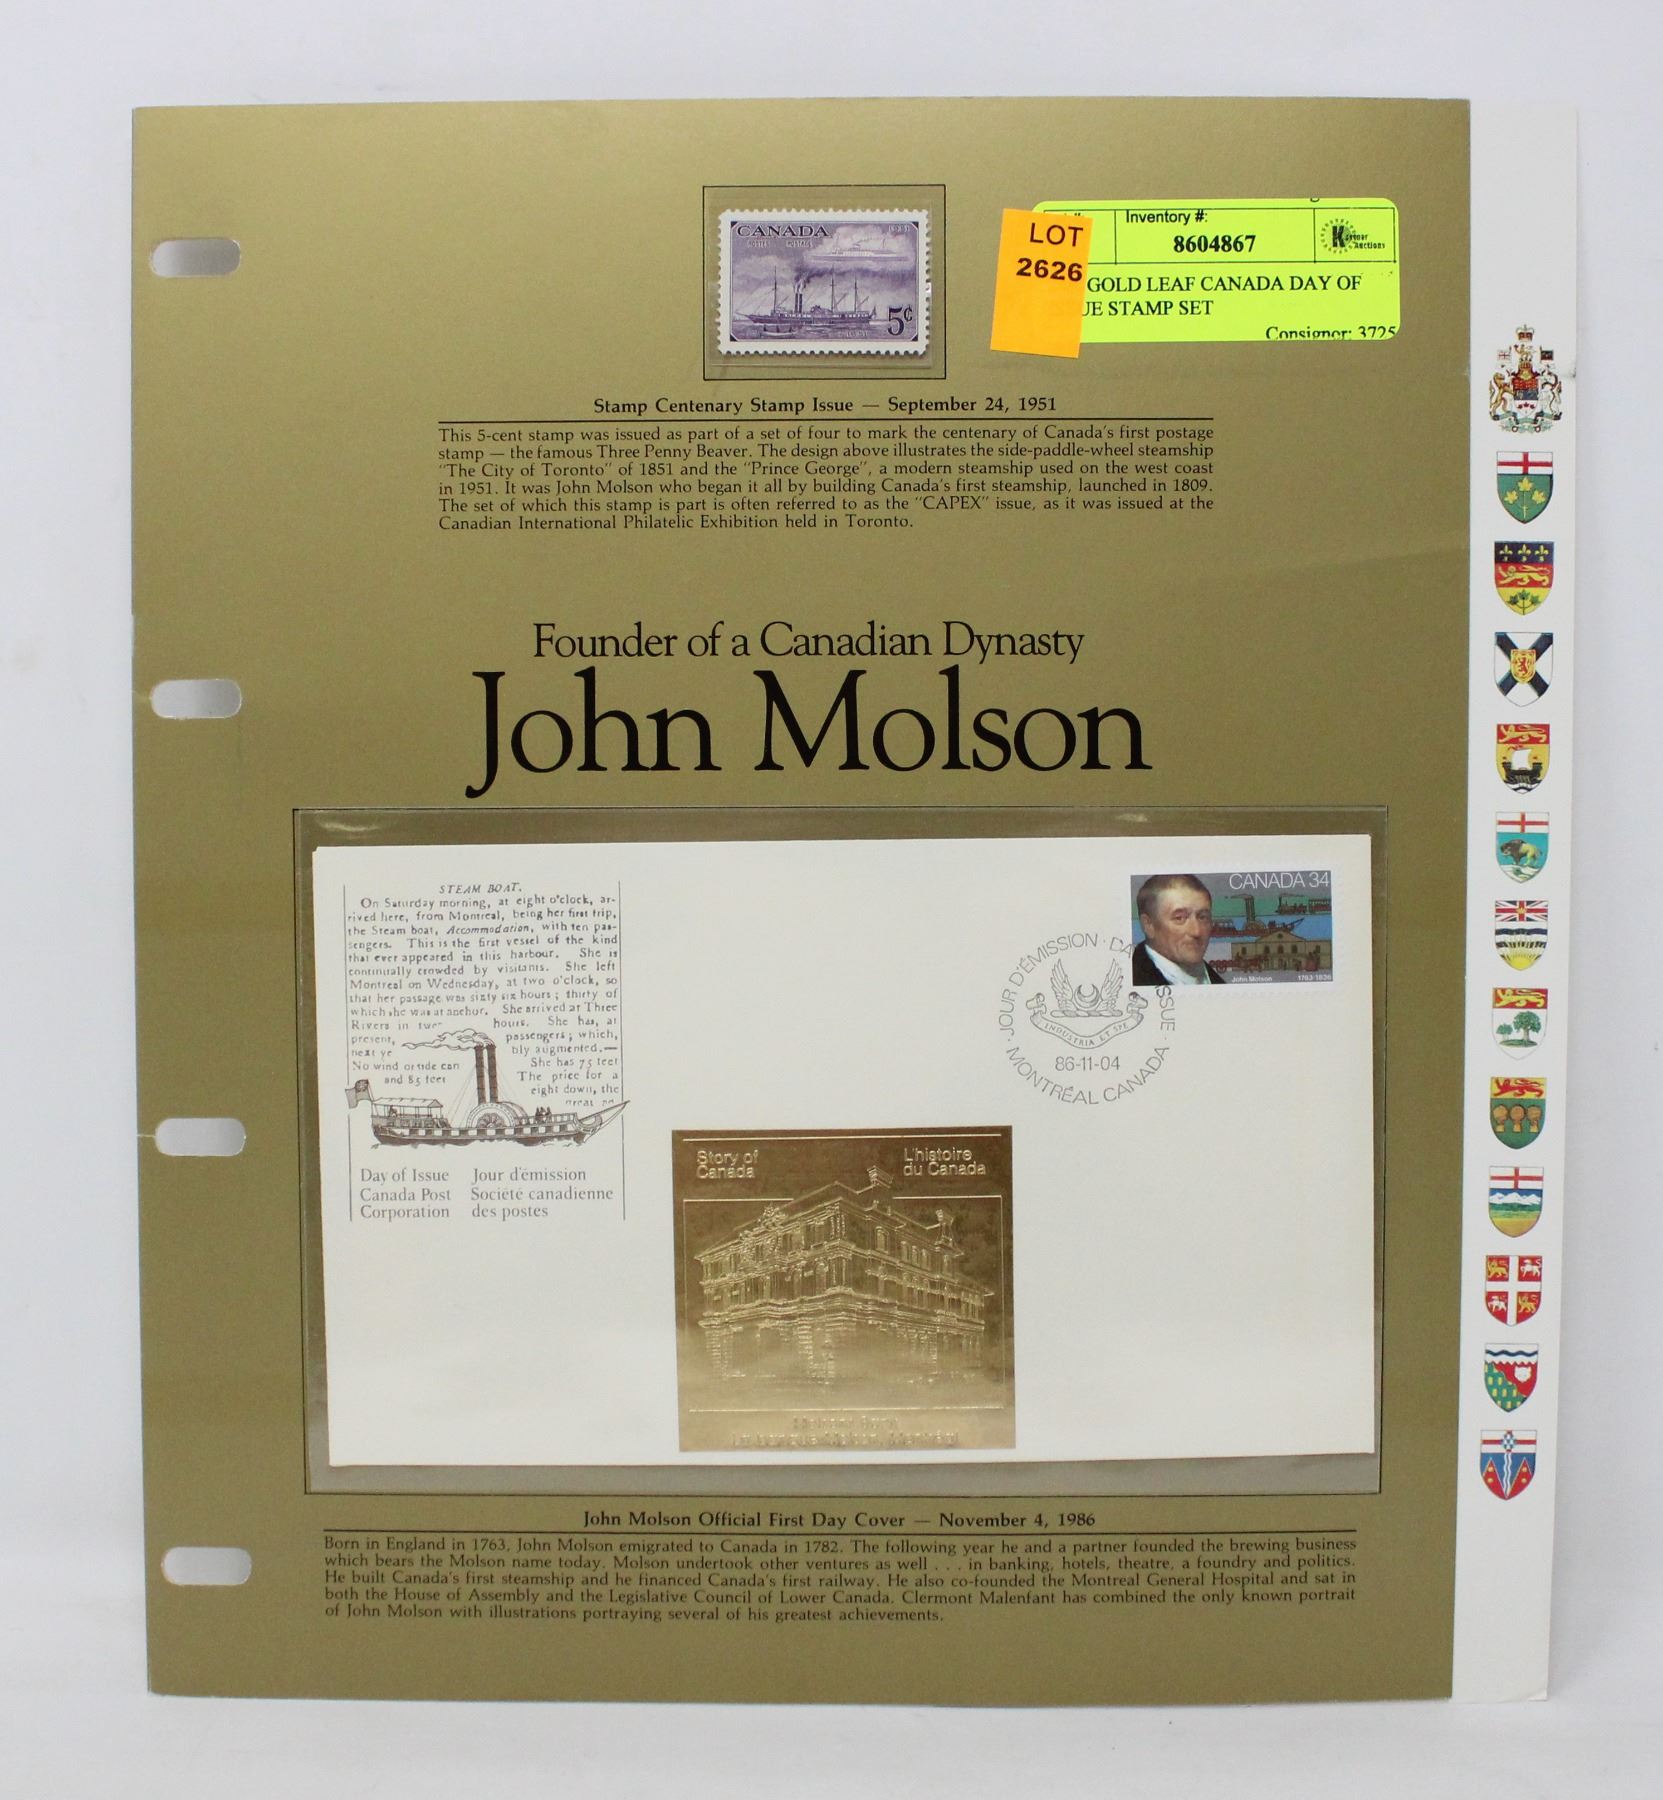 CANADA
1951
POSTES POSTAGE
5¢
LOT
2626
Inventory #:
8604867
Auctions
GOLD LEAF CANADA DAY OF
UE STAMP SET
Consignor: 3725
Stamp Centenary Stamp Issue — September 24, 1951
This 5-cent stamp was issued as part of a set of four to mark the centenary of Canada's first postage
stamp — the famous Three Penny Beaver. The design above illustrates the side-paddle-wheel steamship
"The City of Toronto" of 1851 and the "Prince George", a modern steamship used on the west coast
in 1951. It was John Molson who began it all by building Canada's first steamship, launched in 1809.
The set of which this stamp is part is often referred to as the "CAPEX" issue, as it was issued at the
Canadian International Philatelic Exhibition held in Toronto.
Founder of a Canadian Dynasty
John Molson
STEAM BOAT.
On Saturday morning, at eight o'clock, ar-
rived here, from Montreal, being her first trip,
the Steam boat, Accommodation, with ten pas-
sengers. This is the first vessel of the kind
that ever appeared in this harbour. She is
continually crowded by visitants. She left
Montreal on Wednesday, at two o'clock, so
that her passage was sixty six hours; thirty of
which she was at anchor. She arrived at Three
Rivers in twe hours. She has, at
present, passengers; which,
next ye bly augmented.—
No wind or tide can She has 75 feet
and 85 feet The price for a
eight down, the
great
Day of Issue Jour d'émission
Canada Post Société canadienne
Corporation des postes
CANADA 34
John Molson 1763-1836
JOUR D'ÉMISSION · DA ISSUE ·
INDUSTRIA ET SPE
86-11-04
MONTRÉAL CANADA
Story of L'histoire
Canada du Canada
La banque Molson, Montréal
John Molson Official First Day Cover — November 4, 1986
Born in England in 1763, John Molson emigrated to Canada in 1782. The following year he and a partner founded the brewing business
which bears the Molson name today. Molson undertook other ventures as well . . . in banking, hotels, theatre, a foundry and politics.
He built Canada's first steamship and he financed Canada's first railway. He also co-founded the Montreal General Hospital and sat in
both the House of Assembly and the Legislative Council of Lower Canada. Clermont Malenfant has combined the only known portrait
of John Molson with illustrations portraying several of his greatest achievements.